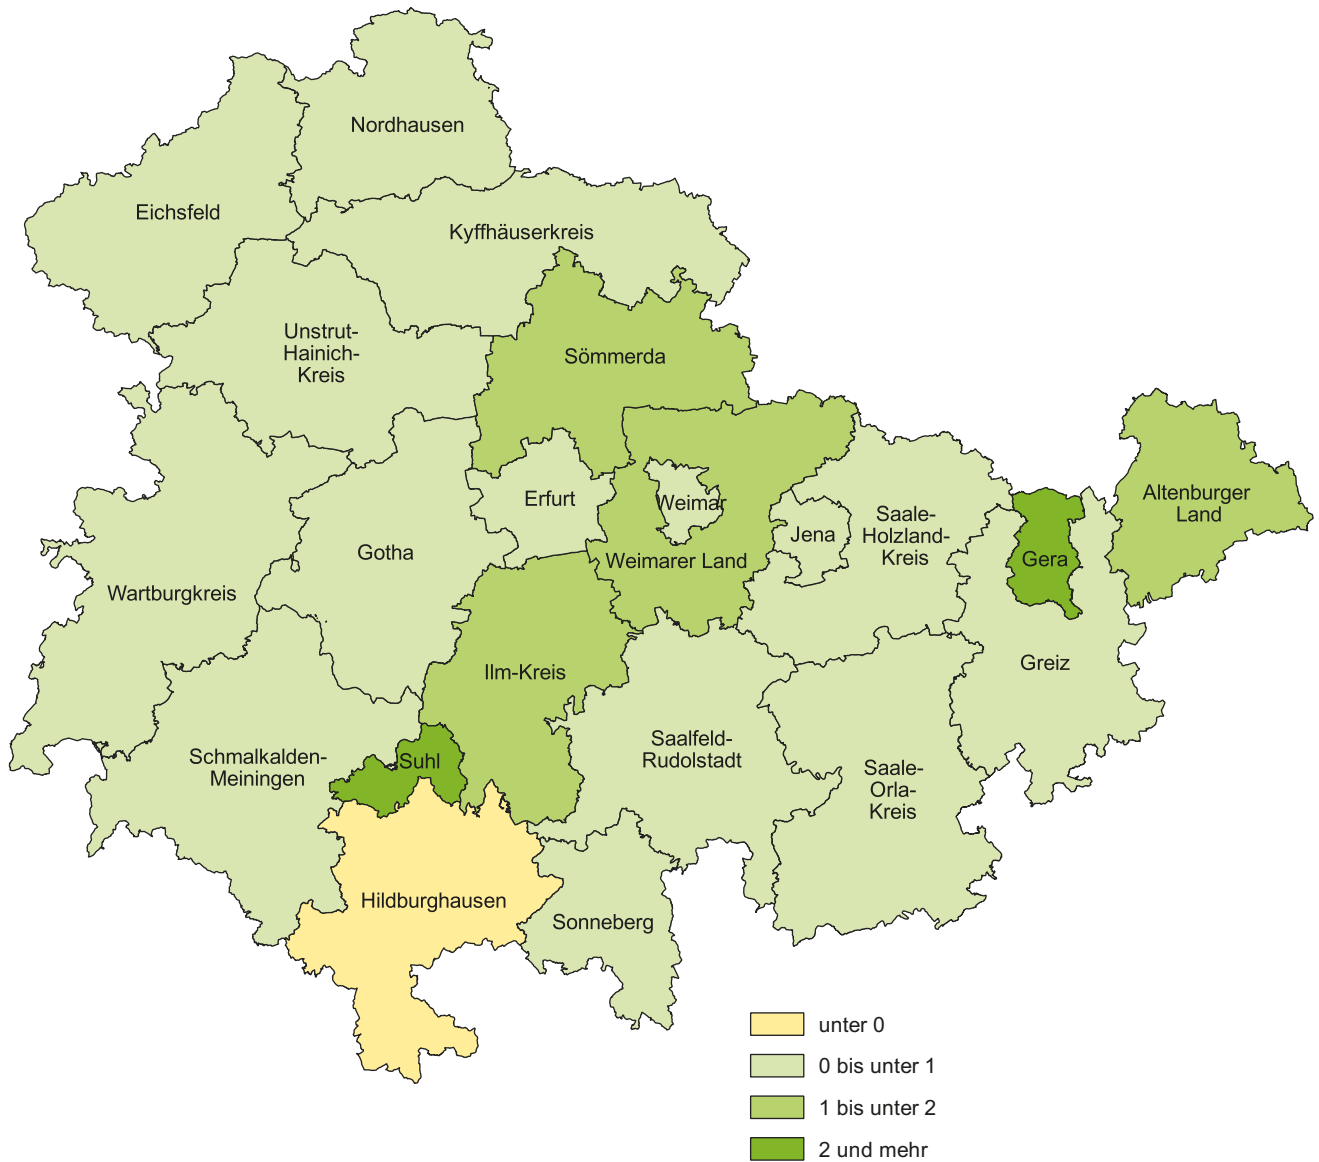 Nordhausen
Eichsfeld
Kyffhäuserkreis
Unstrut-
Hainich-
Kreis
Sömmerda
Erfurt
Weimar
Altenburger
Land
Gotha
Jena
Saale-
Holzland-
Kreis
Gera
Weimarer Land
Wartburgkreis
Ilm-Kreis
Greiz
Schmalkalden-
Meiningen
Suhl
Saalfeld-
Rudolstadt
Saale-
Orla-
Kreis
Hildburghausen
Sonneberg
unter 0
0 bis unter 1
1 bis unter 2
2 und mehr